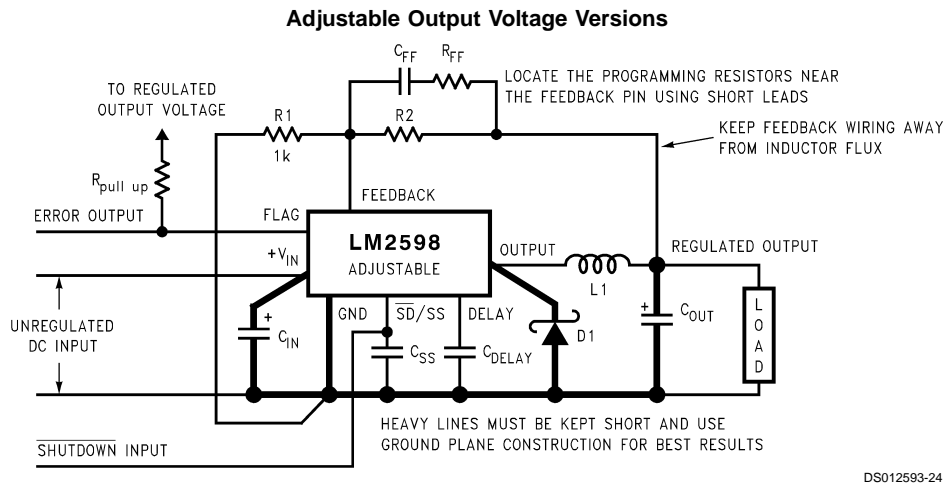 Adjustable Output Voltage Versions
CFF
RFF
LOCATE THE PROGRAMMING RESISTORS NEAR
THE FEEDBACK PIN USING SHORT LEADS
TO REGULATED
OUTPUT VOLTAGE
R1
1k
R2
KEEP FEEDBACK WIRING AWAY
FROM INDUCTOR FLUX
Rpull up
FEEDBACK
ERROR OUTPUT
FLAG
LM2598
ADJUSTABLE
OUTPUT
REGULATED OUTPUT
+VIN
L1
UNREGULATED
DC INPUT
+
CIN
GND
S̅D̅/SS
DELAY
CSS
CDELAY
D1
+
COUT
LOAD
HEAVY LINES MUST BE KEPT SHORT AND USE
GROUND PLANE CONSTRUCTION FOR BEST RESULTS
S̅H̅U̅T̅D̅O̅W̅N̅ INPUT
DS012593-24